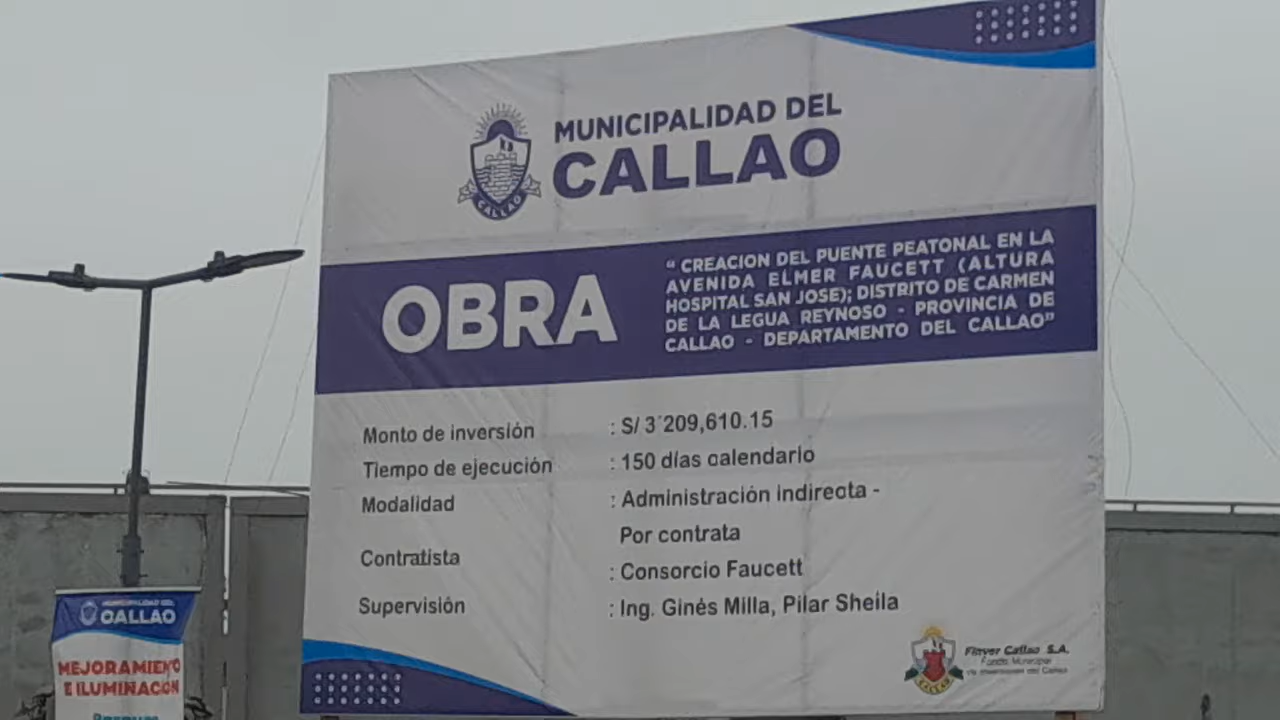 MUNICIPALIDAD DEL
CALLAO
CALLAO
OBRA
" CREACION DEL PUENTE PEATONAL EN LA
AVENIDA ELMER FAUCETT (ALTURA
HOSPITAL SAN JOSE); DISTRITO DE CARMEN
DE LA LEGUA REYNOSO - PROVINCIA DE
CALLAO - DEPARTAMENTO DEL CALLAO"
Monto de inversión : S/ 3´209,610.15
Tiempo de ejecución : 150 días calendario
Modalidad : Administración indirecta -
Por contrata
Contratista : Consorcio Faucett
Supervisión : Ing. Ginés Milla, Pilar Sheila
CALLAO
Finver Callao S.A.
Fondo Municipal
de Inversiones del Callao
MUNICIPALIDAD DEL
CALLAO
MEJORAMIENTO
E ILUMINACIÓN